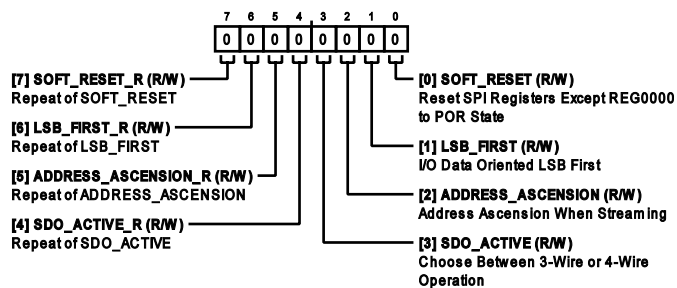 7 6 5 4 3 2 1 0
0 0 0 0 0 0 0 0
[7] SOFT_RESET_R (R/W)
Repeat of SOFT_RESET
[6] LSB_FIRST_R (R/W)
Repeat of LSB_FIRST
[5] ADDRESS_ASCENSION_R (R/W)
Repeat of ADDRESS_ASCENSION
[4] SDO_ACTIVE_R (R/W)
Repeat of SDO_ACTIVE
[0] SOFT_RESET (R/W)
Reset SPI Registers Except REG0000
to POR State
[1] LSB_FIRST (R/W)
I/O Data Oriented LSB First
[2] ADDRESS_ASCENSION (R/W)
Address Ascension When Streaming
[3] SDO_ACTIVE (R/W)
Choose Between 3-Wire or 4-Wire
Operation